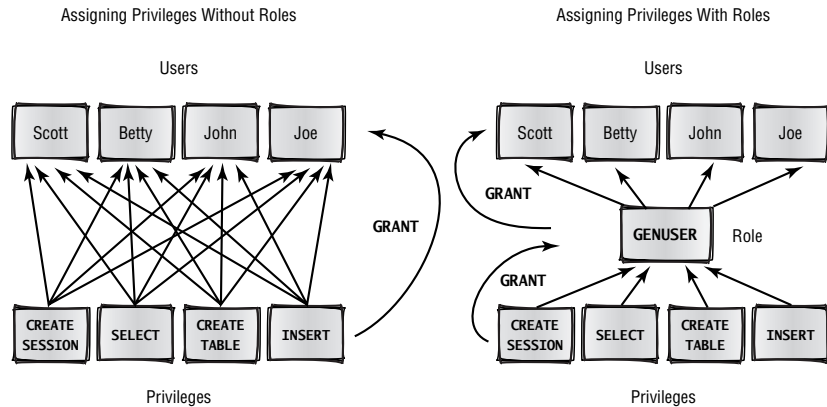 Assigning Privileges Without Roles
Users
Scott
Betty
John
Joe
GRANT
CREATE
SESSION
SELECT
CREATE
TABLE
INSERT
Privileges
Assigning Privileges With Roles
Users
Scott
Betty
John
Joe
GRANT
GENUSER
Role
GRANT
CREATE
SESSION
SELECT
CREATE
TABLE
INSERT
Privileges